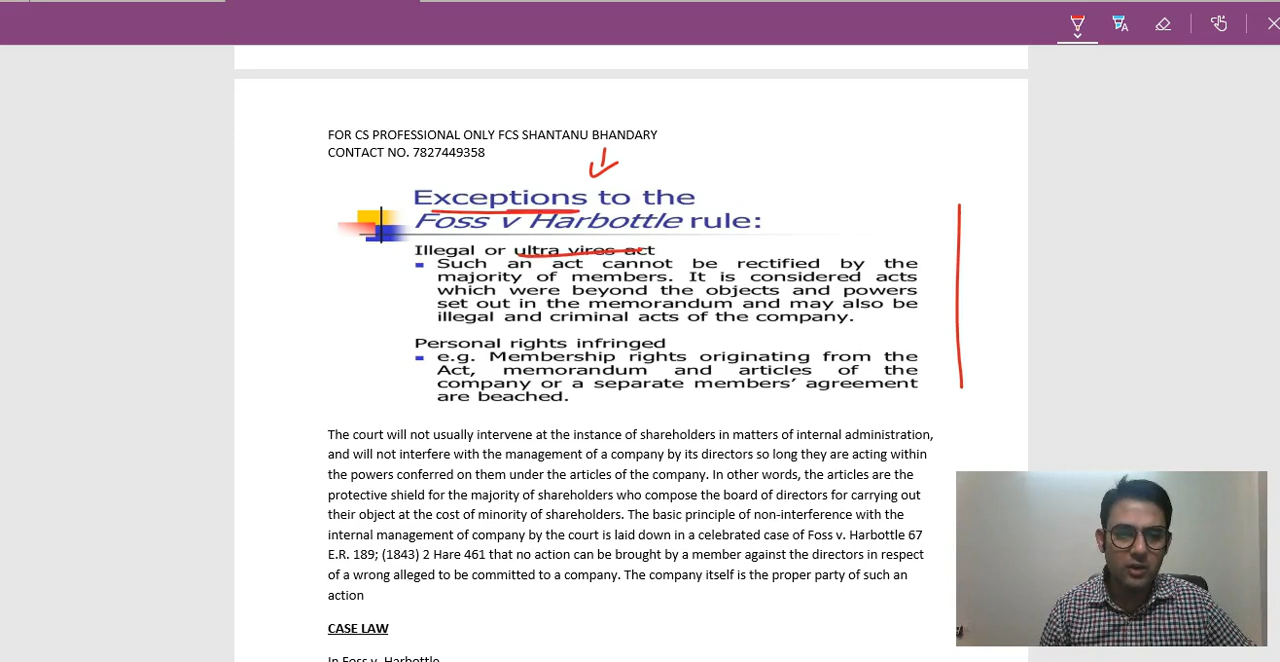 FOR CS PROFESSIONAL ONLY FCS SHANTANU BHANDARY
CONTACT NO. 7827449358
Exceptions to the
Foss v Harbottle rule:
Illegal or ultra vires act
Such an act cannot be rectified by the
majority of members. It is considered acts
which were beyond the objects and powers
set out in the memorandum and may also be
illegal and criminal acts of the company.
Personal rights infringed
e.g. Membership rights originating from the
Act, memorandum and articles of the
company or a separate members’ agreement
are beached.
The court will not usually intervene at the instance of shareholders in matters of internal administration,
and will not interfere with the management of a company by its directors so long they are acting within
the powers conferred on them under the articles of the company. In other words, the articles are the
protective shield for the majority of shareholders who compose the board of directors for carrying out
their object at the cost of minority of shareholders. The basic principle of non-interference with the
internal management of company by the court is laid down in a celebrated case of Foss v. Harbottle 67
E.R. 189; (1843) 2 Hare 461 that no action can be brought by a member against the directors in respect
of a wrong alleged to be committed to a company. The company itself is the proper party of such an
action
CASE LAW
In Foss v. Harbottle